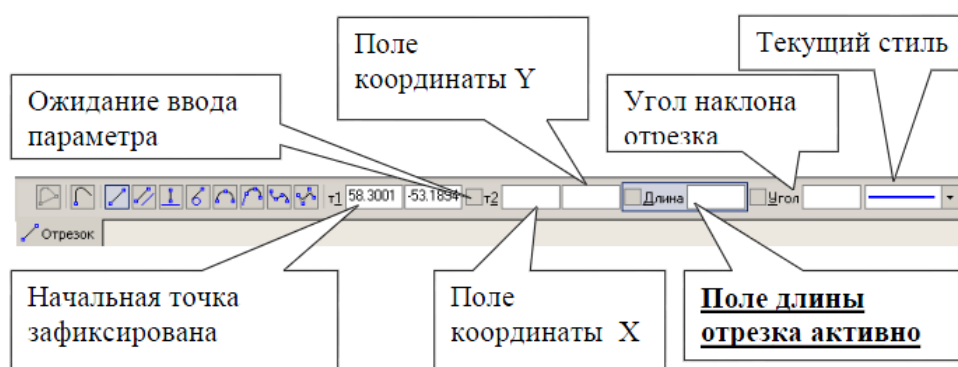 Поле
координаты Y
Текущий стиль
Ожидание ввода
параметра
Угол наклона
отрезка
т1 58.3001 -53.1894 т2 Длина Угол
Отрезок
Начальная точка
зафиксирована
Поле
координаты X
Поле длины
отрезка активно